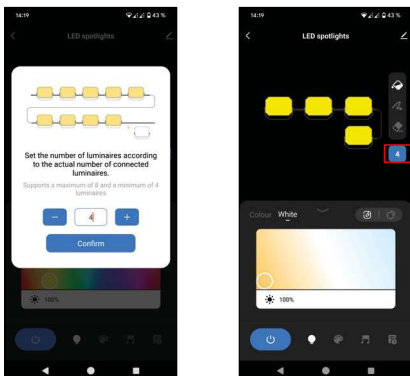 14:19
43 %
LED spotlights
Set the number of luminaires according
to the actual number of connected
luminaires.
Supports a maximum of 8 and a minimum of 4
luminaires
−
4
+
Confirm
100%
14:19
43 %
LED spotlights
4
Colour White
100%